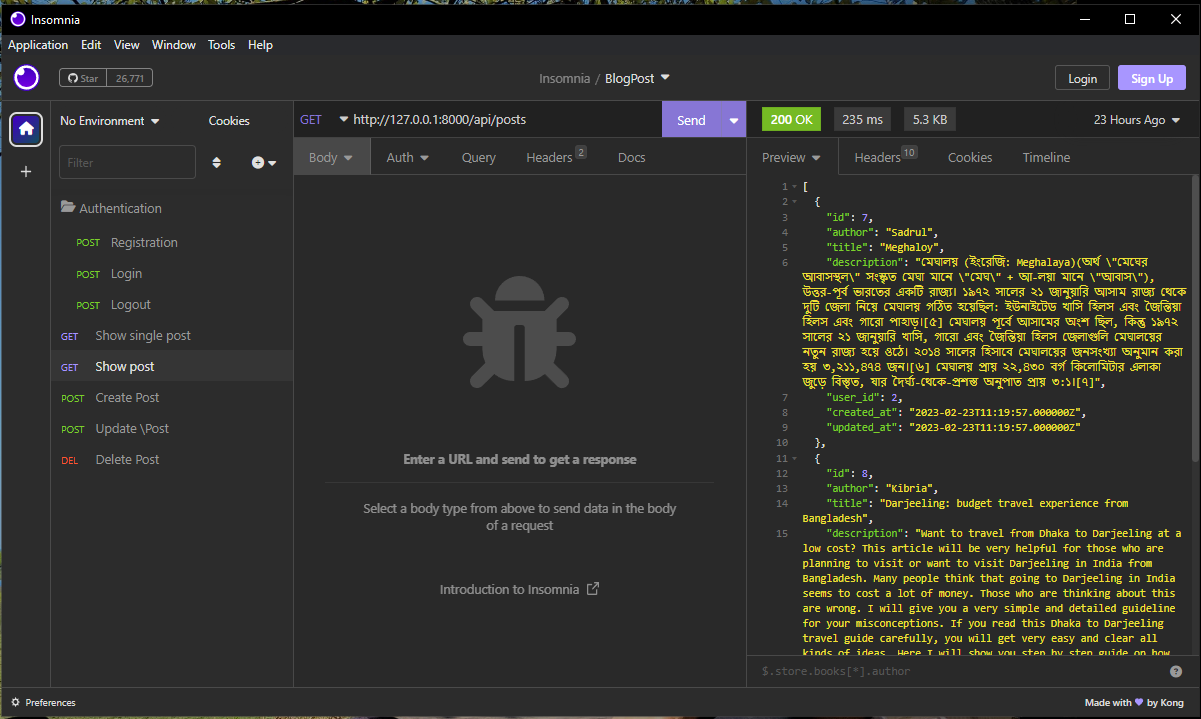 Insomnia
Application Edit View Window Tools Help
Star 26,771
Insomnia / BlogPost
Login Sign Up
No Environment Cookies
Filter
Authentication
POST Registration
POST Login
POST Logout
GET Show single post
GET Show post
POST Create Post
POST Update \Post
DEL Delete Post
GET http://127.0.0.1:8000/api/posts Send
Body Auth Query Headers 2 Docs
Enter a URL and send to get a response
Select a body type from above to send data in the body
of a request
Introduction to Insomnia
200 OK 235 ms 5.3 KB 23 Hours Ago
Preview Headers 10 Cookies Timeline
1 [
2 {
3 "id": 7,
4 "author": "Sadrul",
5 "title": "Meghaloy",
6 "description": "মেঘালয় (ইংরেজি: Meghalaya)(অর্থ \"মেঘের
আবাসস্থল\" সংস্কৃত মেঘা মানে \"মেঘ\" + আ-লয়া মানে \"আবাস\"),
উত্তর-পূর্ব ভারতের একটি রাজ্য। ১৯৭২ সালের ২১ জানুয়ারি আসাম রাজ্য থেকে
দুটি জেলা নিয়ে মেঘালয় গঠিত হয়েছিল: ইউনাইটেড খাসি হিলস এবং জৈন্তিয়া
হিলস এবং গারো পাহাড়।[৫] মেঘালয় পূর্বে আসামের অংশ ছিল, কিন্তু ১৯৭২
সালের ২১ জানুয়ারি খাসি, গারো এবং জৈন্তিয়া হিলস জেলাগুলি মেঘালয়ের
নতুন রাজ্য হয়ে ওঠে। ২০১৪ সালের হিসাবে মেঘালয়ের জনসংখ্যা অনুমান করা
হয় ৩,২১১,৪৭৪ জন।[৬] মেঘালয় প্রায় ২২,৪৩০ বর্গ কিলোমিটার এলাকা
জুড়ে বিস্তৃত, যার দৈর্ঘ্য-থেকে-প্রশস্ত অনুপাত প্রায় ৩:১।[৭]",
7 "user_id": 2,
8 "created_at": "2023-02-23T11:19:57.000000Z",
9 "updated_at": "2023-02-23T11:19:57.000000Z"
10 },
11 {
12 "id": 8,
13 "author": "Kibria",
14 "title": "Darjeeling: budget travel experience from
Bangladesh",
15 "description": "Want to travel from Dhaka to Darjeeling at a
low cost? This article will be very helpful for those who are
planning to visit or want to visit Darjeeling in India from
Bangladesh. Many people think that going to Darjeeling in India
seems to cost a lot of money. Those who are thinking about this
are wrong. I will give you a very simple and detailed guideline
for your misconceptions. If you read this Dhaka to Darjeeling
travel guide carefully, you will get very easy and clear all
kinds of ideas. Here I will show you step by step guide on how
$.store.books[*].author
Preferences
Made with by Kong